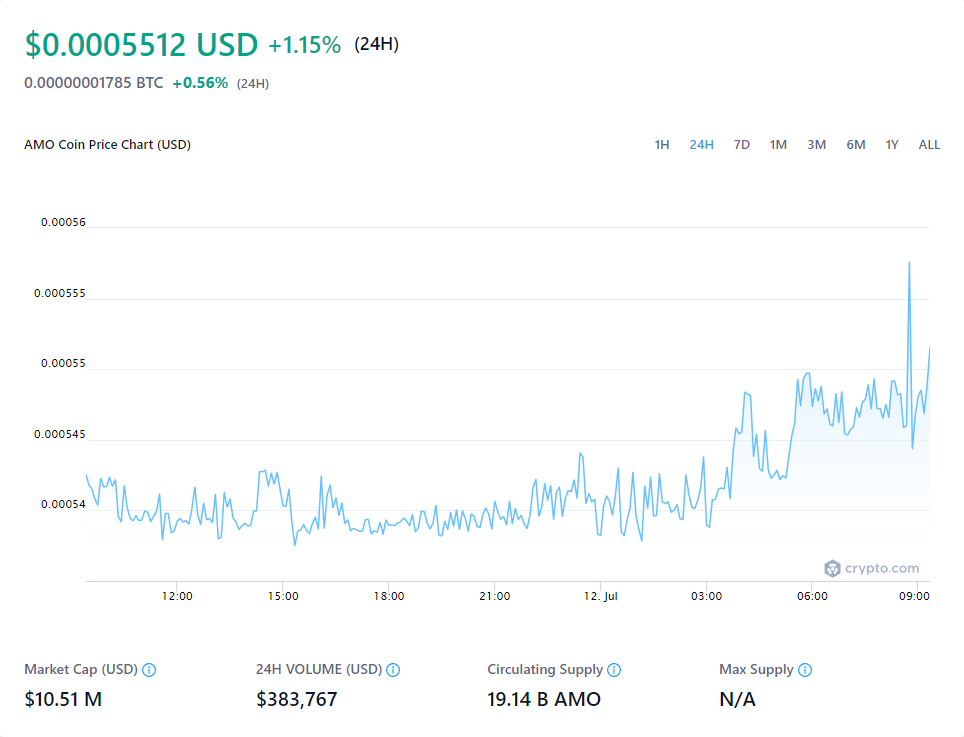 $0.0005512 USD +1.15% (24H)
0.00000001785 BTC +0.56% (24H)
AMO Coin Price Chart (USD) 1H 24H 7D 1M 3M 6M 1Y ALL
0.00056
0.000555
0.00055
0.000545
0.00054
crypto.com
12:00 15:00 18:00 21:00 12. Jul 03:00 06:00 09:00
Market Cap (USD) 24H VOLUME (USD) Circulating Supply Max Supply
$10.51 M $383,767 19.14 B AMO N/A